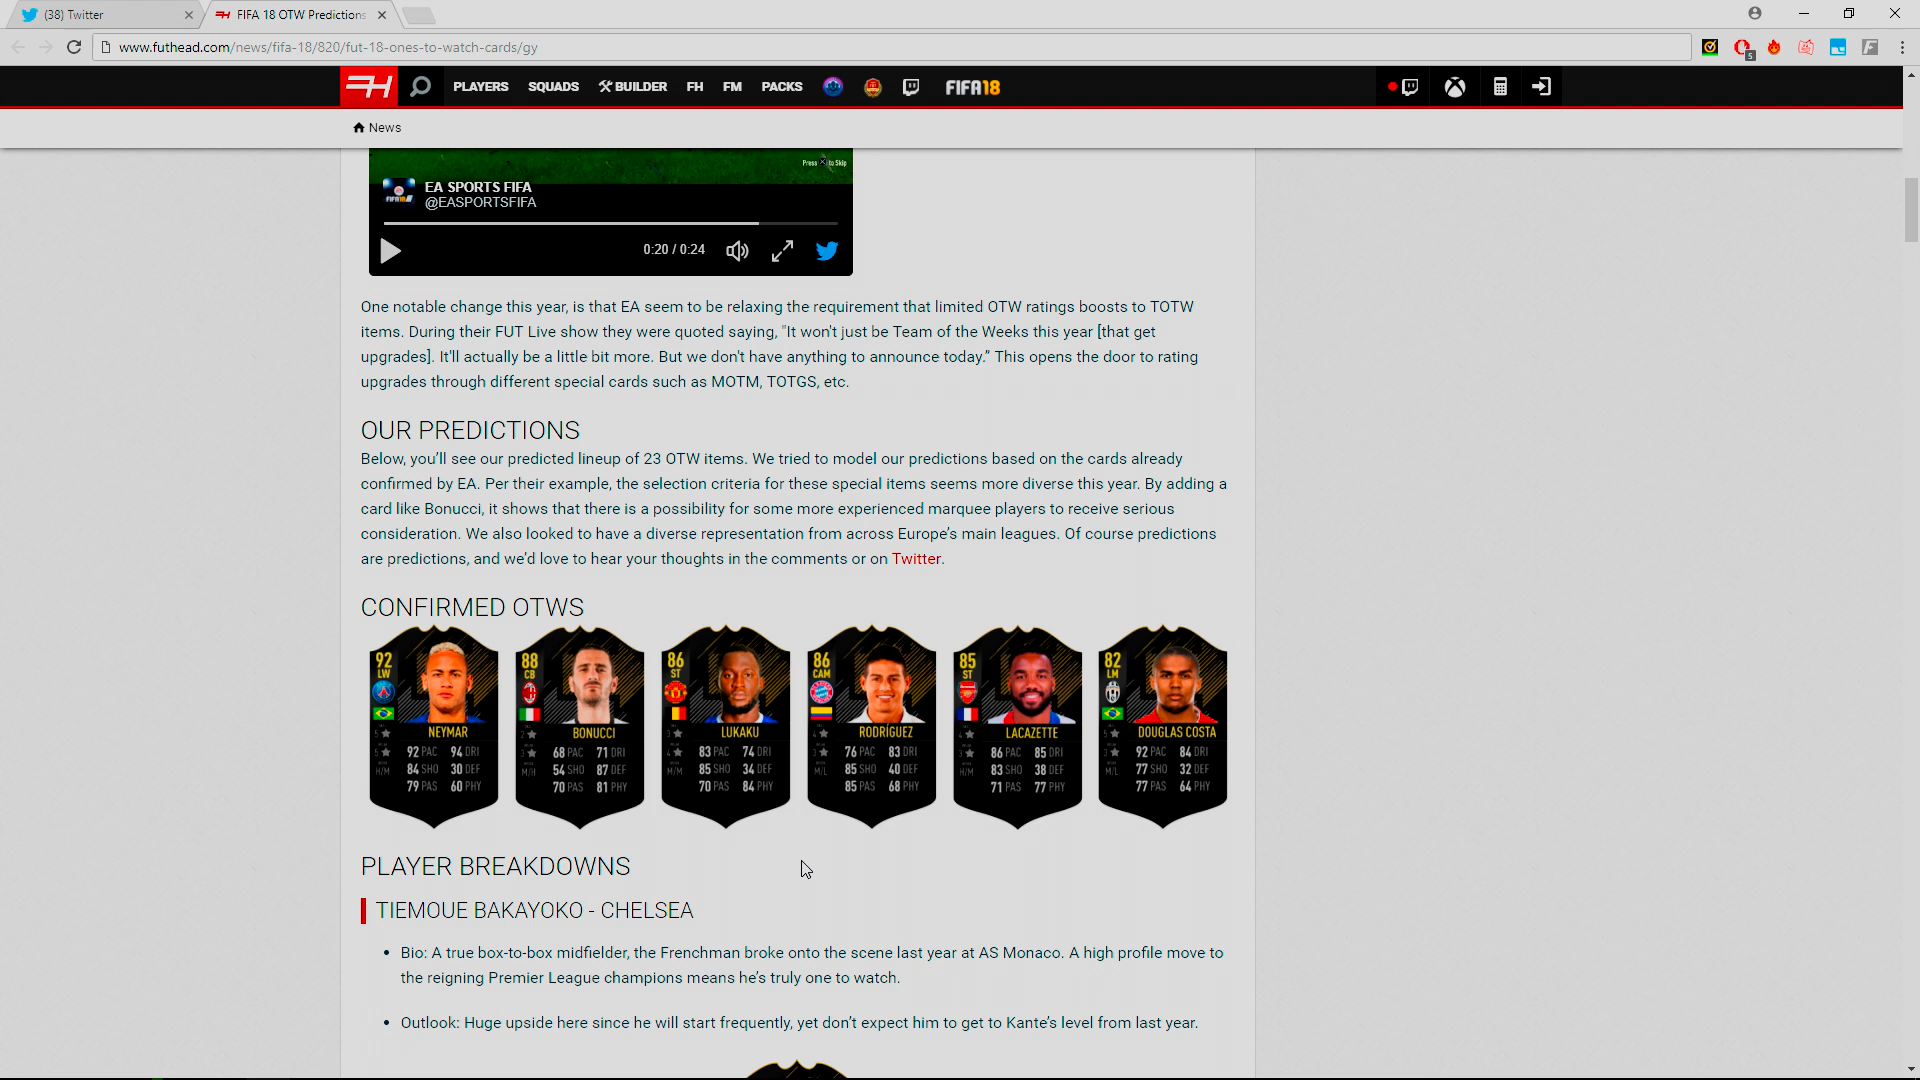 (38) Twitter
FIFA 18 OTW Predictions
www.futhead.com/news/fifa-18/820/fut-18-ones-to-watch-cards/gy
5
PLAYERS SQUADS BUILDER FH FM PACKS FIFA18
News
Press to Skip
EA SPORTS FIFA
@EASPORTSFIFA
0:20 / 0:24
One notable change this year, is that EA seem to be relaxing the requirement that limited OTW ratings boosts to TOTW
items. During their FUT Live show they were quoted saying, "It won't just be Team of the Weeks this year [that get
upgrades]. It'll actually be a little bit more. But we don't have anything to announce today.” This opens the door to rating
upgrades through different special cards such as MOTM, TOTGS, etc.
OUR PREDICTIONS
Below, you’ll see our predicted lineup of 23 OTW items. We tried to model our predictions based on the cards already
confirmed by EA. Per their example, the selection criteria for these special items seems more diverse this year. By adding a
card like Bonucci, it shows that there is a possibility for some more experienced marquee players to receive serious
consideration. We also looked to have a diverse representation from across Europe’s main leagues. Of course predictions
are predictions, and we’d love to hear your thoughts in the comments or on Twitter.
CONFIRMED OTWS
92 88 86 86 85 82
LW CB ST CAM ST LM
NEYMAR BONUCCI LUKAKU RODRÍGUEZ LACAZETTE DOUGLAS COSTA
92 PAC 94 DRI 68 PAC 71 DRI 83 PAC 74 DRI 76 PAC 83 DRI 86 PAC 85 DRI 92 PAC 84 DRI
84 SHO 30 DEF 54 SHO 87 DEF 85 SHO 34 DEF 85 SHO 40 DEF 83 SHO 38 DEF 77 SHO 32 DEF
79 PAS 60 PHY 70 PAS 81 PHY 70 PAS 84 PHY 85 PAS 68 PHY 71 PAS 77 PHY 77 PAS 64 PHY
PLAYER BREAKDOWNS
TIEMOUE BAKAYOKO - CHELSEA
• Bio: A true box-to-box midfielder, the Frenchman broke onto the scene last year at AS Monaco. A high profile move to
the reigning Premier League champions means he’s truly one to watch.
• Outlook: Huge upside here since he will start frequently, yet don’t expect him to get to Kante’s level from last year.